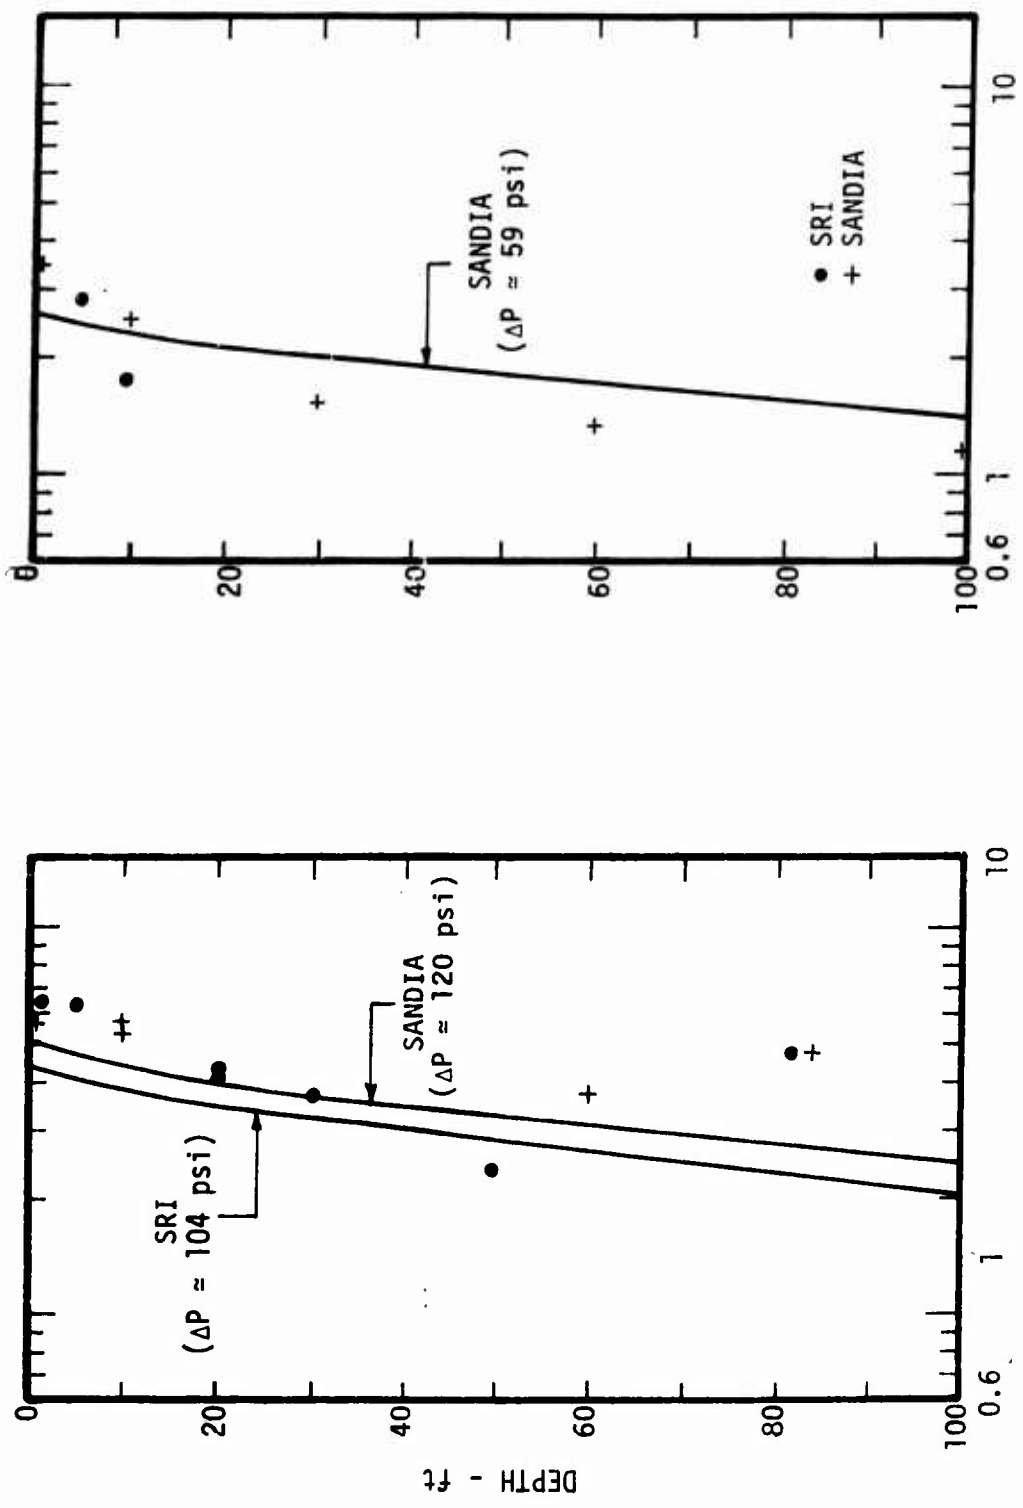 DEPTH - ft
0
20
40
60
80
100
0.6
1
10
SRI
(ΔP ≃ 104 psi)
SANDIA
(ΔP ≃ 120 psi)
0
20
40
60
80
100
0.6
1
10
SANDIA
(ΔP ≃ 59 psi)
● SRI
+ SANDIA